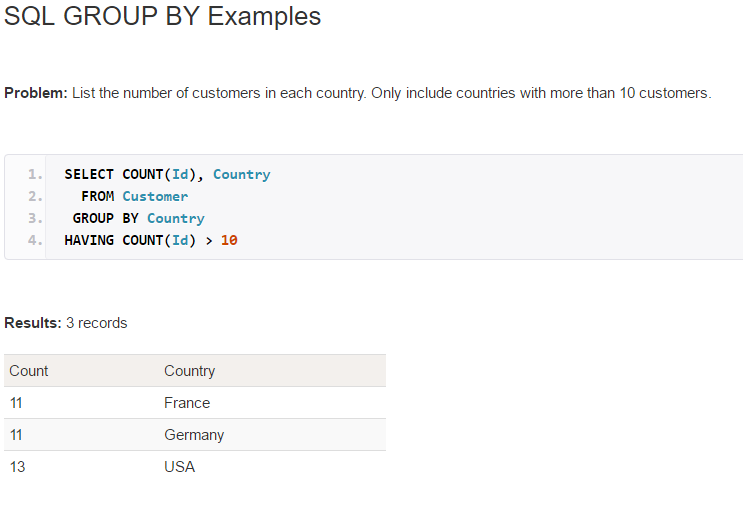 SQL GROUP BY Examples
Problem: List the number of customers in each country. Only include countries with more than 10 customers.
1. SELECT COUNT(Id), Country
2. FROM Customer
3. GROUP BY Country
4. HAVING COUNT(Id) > 10
Results: 3 records
Count Country
11 France
11 Germany
13 USA